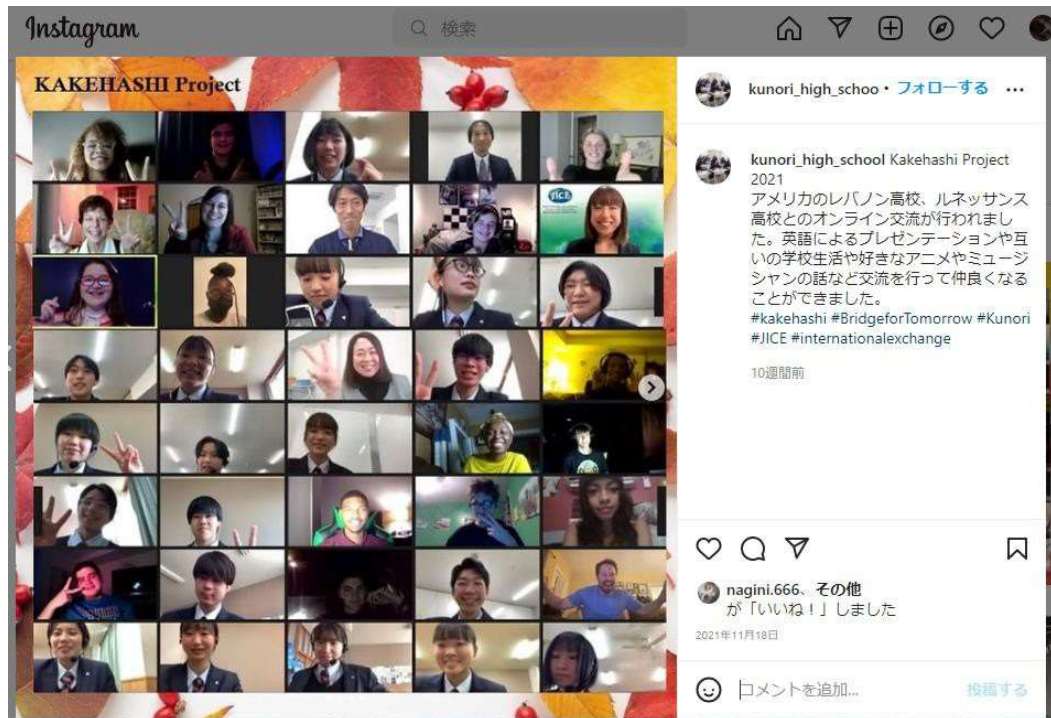 Instagram
検索
KAKEHASHI Project
JICE
kunori_high_schoo • フォローする
kunori_high_school Kakehashi Project
2021
アメリカのレバノン高校、ルネッサンス
高校とのオンライン交流が行われまし
た。英語によるプレゼンテーションや互
いの学校生活や好きなアニメやミュージ
シャンの話など交流を行って仲良くなる
ことができました。
#kakehashi #BridgeforTomorrow #Kunori
#JICE #internationalexchange
10週間前
nagini.666、その他
が「いいね！」しました
2021年11月18日
コメントを追加...
投稿する